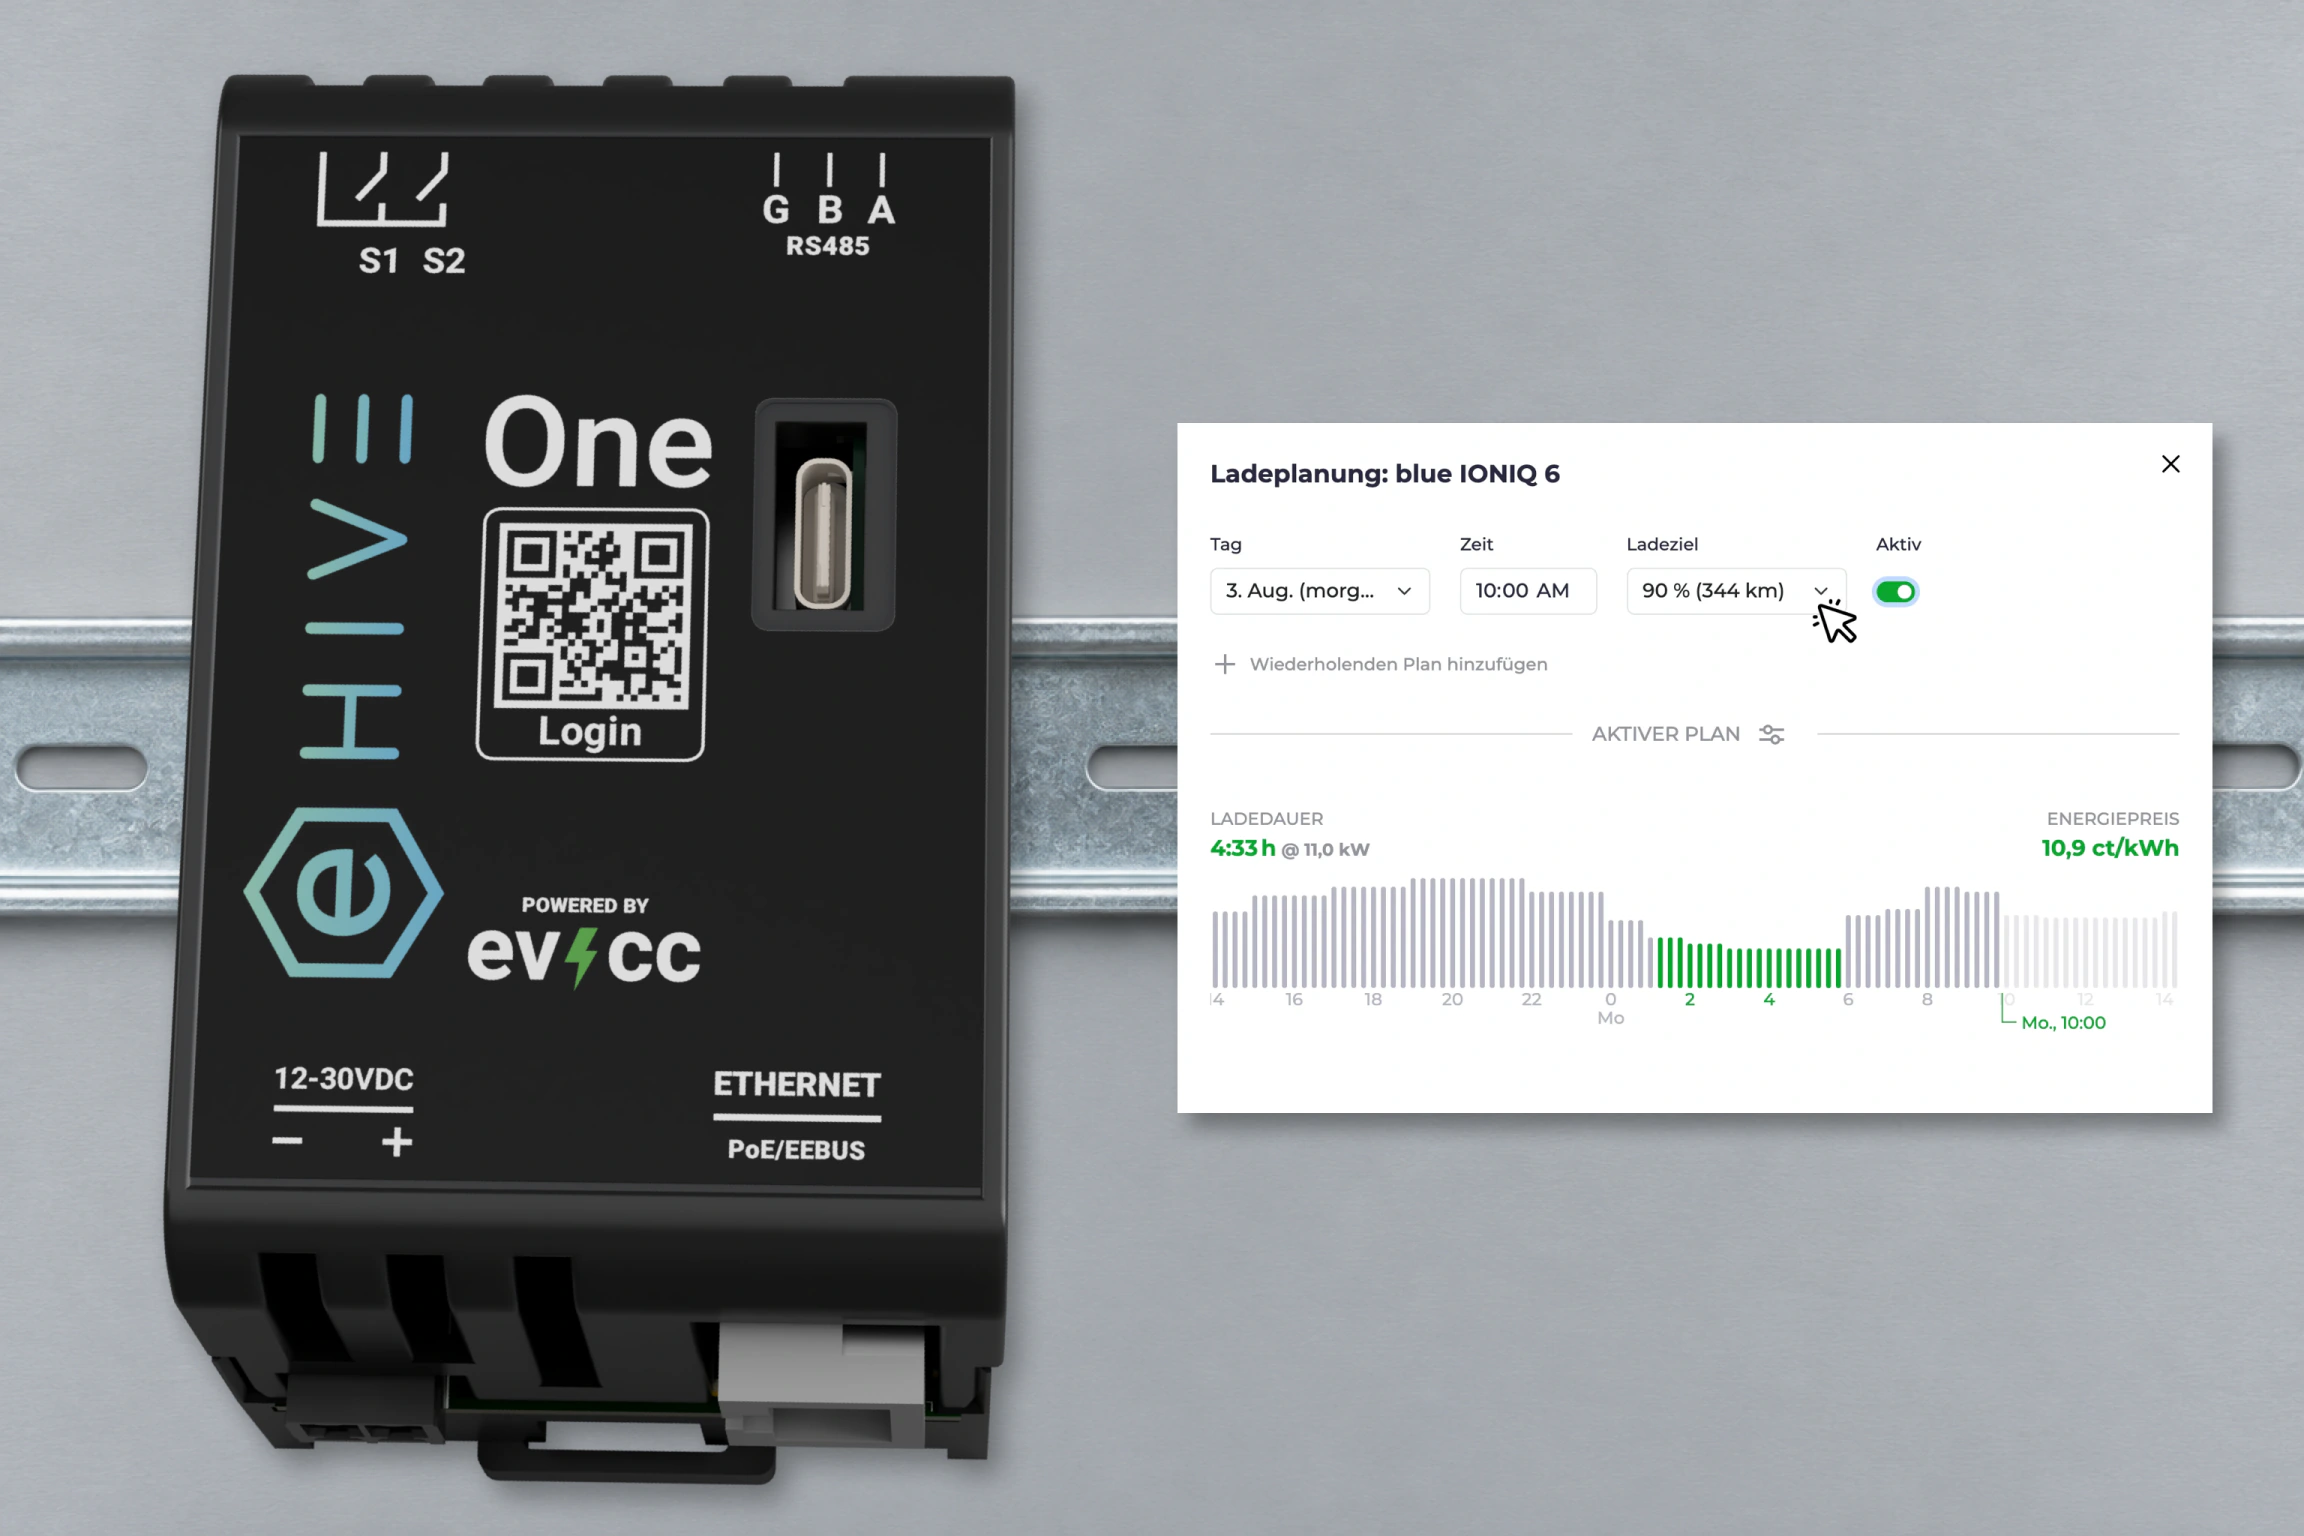 S1 S2
G B A
RS485
HIVE
One
Login
e
POWERED BY
evcc
12-30VDC
− +
ETHERNET
PoE/EEBUS
Ladeplanung: blue IONIQ 6
Tag Zeit Ladeziel Aktiv
3. Aug. (morg... 10:00 AM 90 % (344 km)
Wiederholenden Plan hinzufügen
AKTIVER PLAN
LADEDAUER ENERGIEPREIS
4:33 h @ 11,0 kW 10,9 ct/kWh
14 16 18 20 22 0 2 4 6 8 10 12 14
Mo
Mo., 10:00